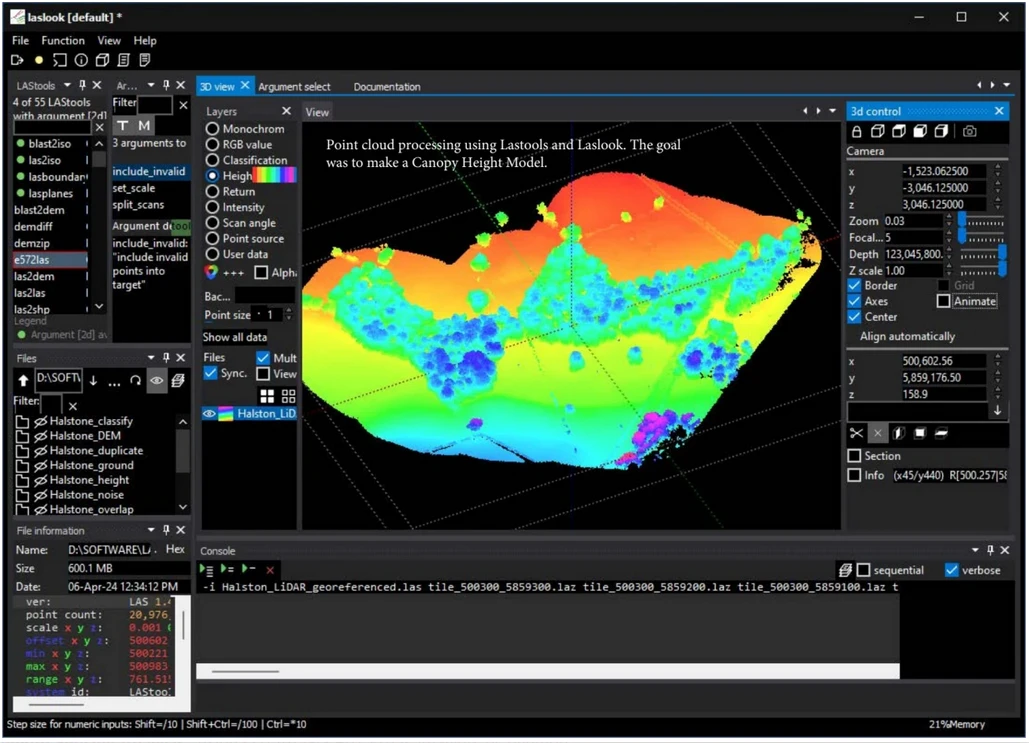 laslook [default] *
File Function View Help
LAStools
Ar...
3D view
Argument select
Documentation
4 of 55 LAStools
with argument [2d]
Filter
T M
3 arguments to
include_invalid
set_scale
split_scans
include_invalid:
"include invalid
points into
target"
blast2iso
las2iso
lasboundar
lasplanes
blast2dem
demdiff
demzip
e572las
las2dem
las2las
las2shp
Legend
Argument [2d] av
Layers
Monochrom
RGB value
Classification
Heigh
Return
Intensity
Scan angle
Point source
User data
+++ Alph
Bac...
Point size 1
Show all data
Files Mult
Sync. View
Halston_LiD
View
Point cloud processing using Lastools and Laslook. The goal
was to make a Canopy Height Model.
3d control
Camera
x -1,523.062500
y -3,046.125000
z 3,046.125000
Zoom 0.03
Focal... 5
Depth 123,045,800.
Z scale 1.00
Border Grid
Axes Animate
Center
Align automatically
x 500,602.56
y 5,859,176.50
z 158.9
Section
Info (x45/y440) R[500.257|58
Files
D:\SOFTV
...
Filter:
Halstone_classify
Halstone_DEM
Halstone_duplicate
Halstone_ground
Halstone_height
Halstone_noise
Halstone_overlap
File information
Name: D:\SOFTWARE\L . Hex
Size 600.1 MB
Date: 06-Apr-24 12:34:12 PM
ver: LAS 1.
point count: 20,976,
scale x y z: 0.001
offset x y z: 500602
min x y z: 500221
max x y z: 500983
range x y z: 761.51
system id: LAStoo
Console
sequential verbose
-i Halston_LiDAR_georeferenced.las tile_500300_5859300.laz tile_500300_5859200.laz tile_500300_5859100.laz t
Step size for numeric inputs: Shift=/10 | Shift+Ctrl=/100 | Ctrl=*10
21%Memory